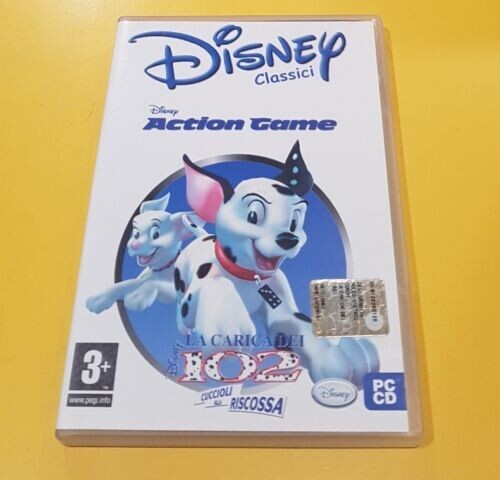 Disney
Classici
Disney
Action Game
LA CARICA DEI
Disney
102
CUCCIOLI ALLA
RISCOSSA
3+
www.pegi.info
Disney
PC
CD